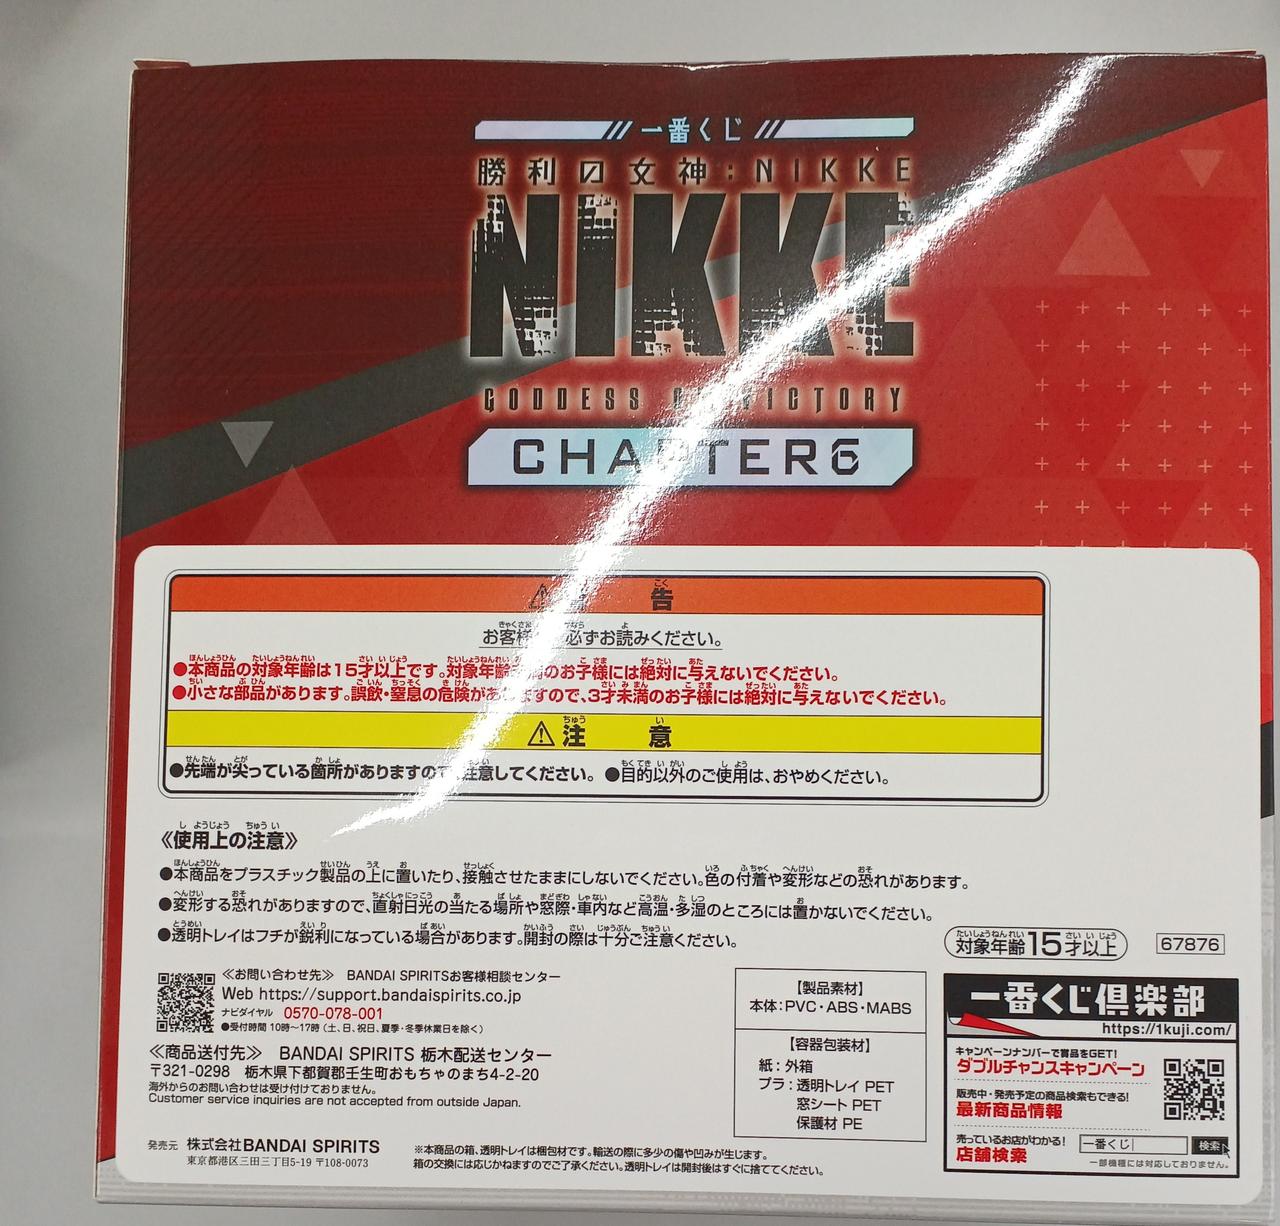 一番くじ
勝利の女神:NIKKE
NIKKE
GODDESS OF VICTORY
CHAPTER6
告
お客様 必ずお読みください。
●本商品の対象年齢は15才以上です。対象年齢 満のお子様には絶対に与えないでください。
●小さな部品があります。誤飲・窒息の危険がありますので、3才未満のお子様には絶対に与えないでください。
⚠注意
●先端が尖っている箇所がありますので、注意してください。 ●目的以外のご使用は、おやめください。
《使用上の注意》
●本商品をプラスチック製品の上に置いたり、接触させたままにしないでください。色の付着や変形などの恐れがあります。
●変形する恐れがありますので、直射日光の当たる場所や窓際・車内など高温・多湿のところには置かないでください。
●透明トレイはフチが鋭利になっている場合があります。開封の際は十分ご注意ください。
対象年齢15才以上
67876
≪お問い合わせ先≫ BANDAI SPIRITSお客様相談センター
Web https://support.bandaispirits.co.jp
ナビダイヤル 0570-078-001
●受付時間 10時〜17時(土、日、祝日、夏季・冬季休業日を除く)
≪商品送付先≫ BANDAI SPIRITS 栃木配送センター
〒321-0298 栃木県下都賀郡壬生町おもちゃのまち4-2-20
海外からのお問い合わせは受け付けておりません。
Customer service inquiries are not accepted from outside Japan.
発売元 株式会社BANDAI SPIRITS
東京都港区三田三丁目5-19 〒108-0073
【製品素材】
本体:PVC・ABS・MABS
【容器包装材】
紙:外箱
プラ:透明トレイ PET
窓シート PET
保護材 PE
※本商品の箱、透明トレイは梱包材です。輸送の際に多少の傷や凹みが生じます。
箱の交換には応じかねますのでご了承ください。透明トレイは開封後はすぐに捨ててください。
一番くじ倶楽部
https://1kuji.com/
キャンペーンナンバーで賞品をGET!
ダブルチャンスキャンペーン
販売中・発売予定の商品検索もできる!
最新商品情報
売っているお店がわかる!
店舗検索
一番くじ 検索
一部機種には対応しておりません。